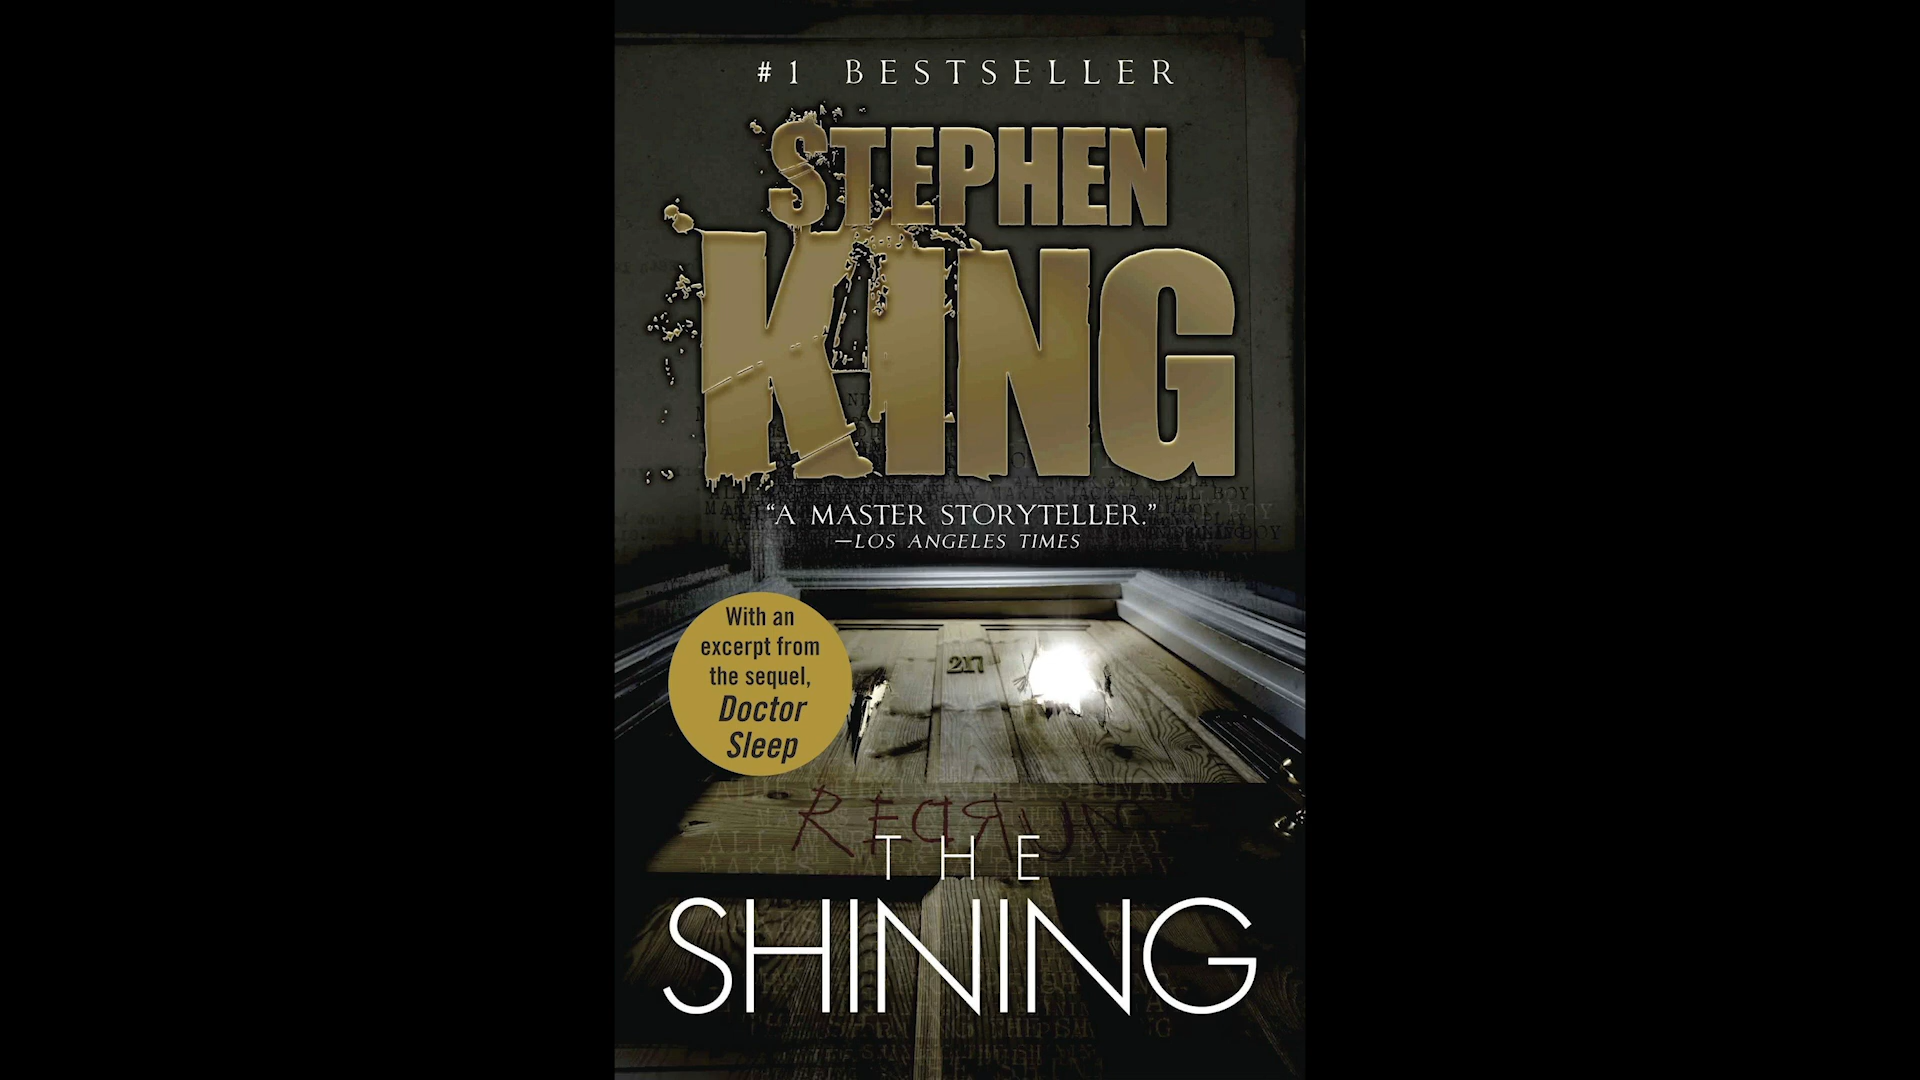 #1 BESTSELLER
STEPHEN
KING
“A MASTER STORYTELLER.”
—LOS ANGELES TIMES
With an
excerpt from
the sequel,
Doctor
Sleep
217
REDRUM
THE
SHINING